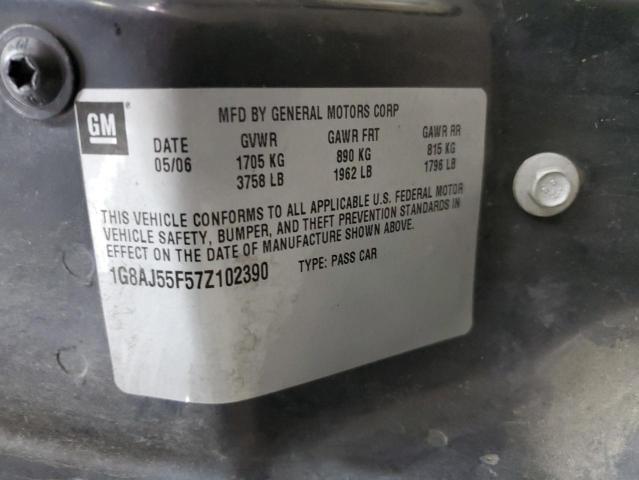 GM
MFD BY GENERAL MOTORS CORP
DATE GVWR GAWR FRT GAWR RR
05/06 1705 KG 890 KG 815 KG
3758 LB 1962 LB 1796 LB
THIS VEHICLE CONFORMS TO ALL APPLICABLE U.S. FEDERAL MOTOR
VEHICLE SAFETY, BUMPER, AND THEFT PREVENTION STANDARDS IN
EFFECT ON THE DATE OF MANUFACTURE SHOWN ABOVE.
1G8AJ55F57Z102390 TYPE: PASS CAR